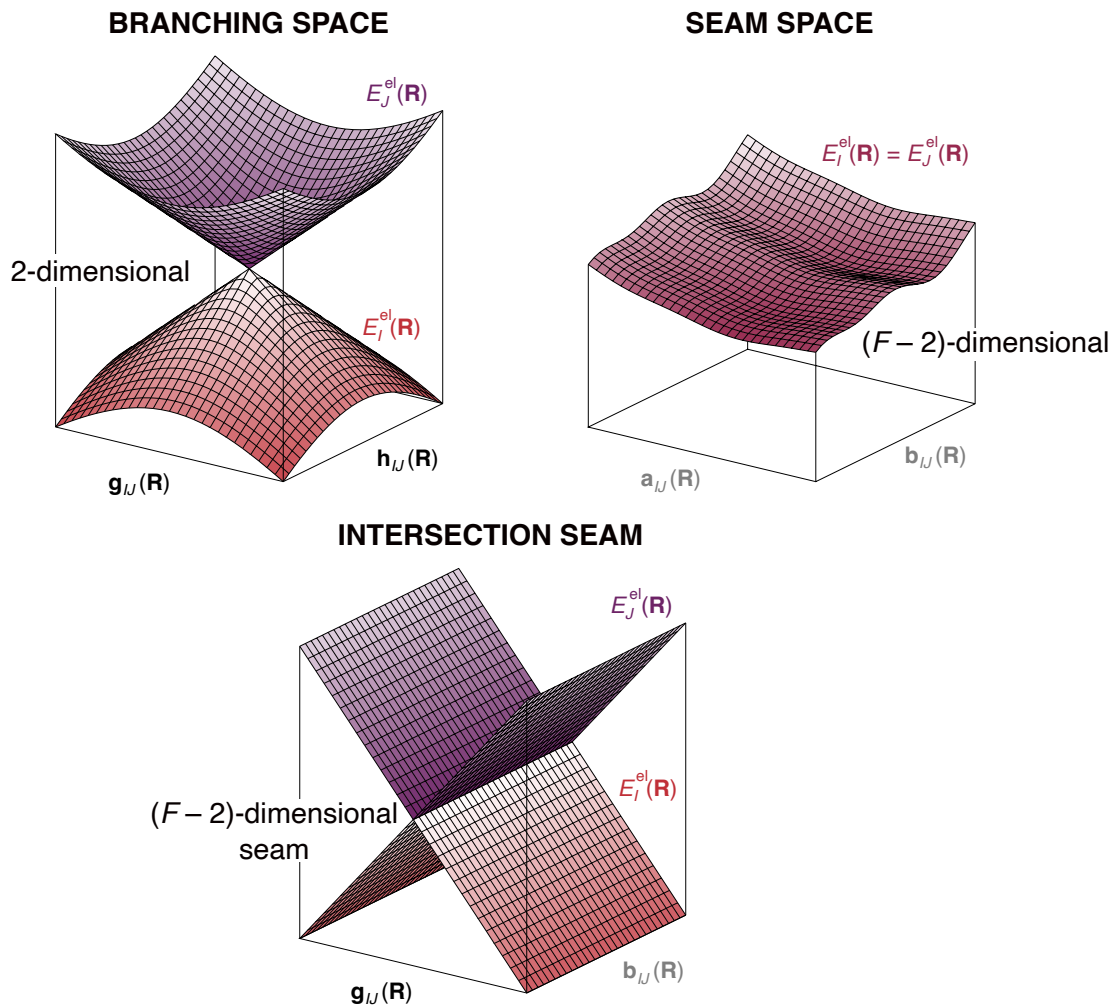 BRANCHING SPACE
E_J^el(R)
2-dimensional
E_I^el(R)
g_IJ(R)
h_IJ(R)
SEAM SPACE
E_I^el(R) = E_J^el(R)
(F – 2)-dimensional
a_IJ(R)
b_IJ(R)
INTERSECTION SEAM
E_J^el(R)
E_I^el(R)
(F – 2)-dimensional
seam
g_IJ(R)
b_IJ(R)